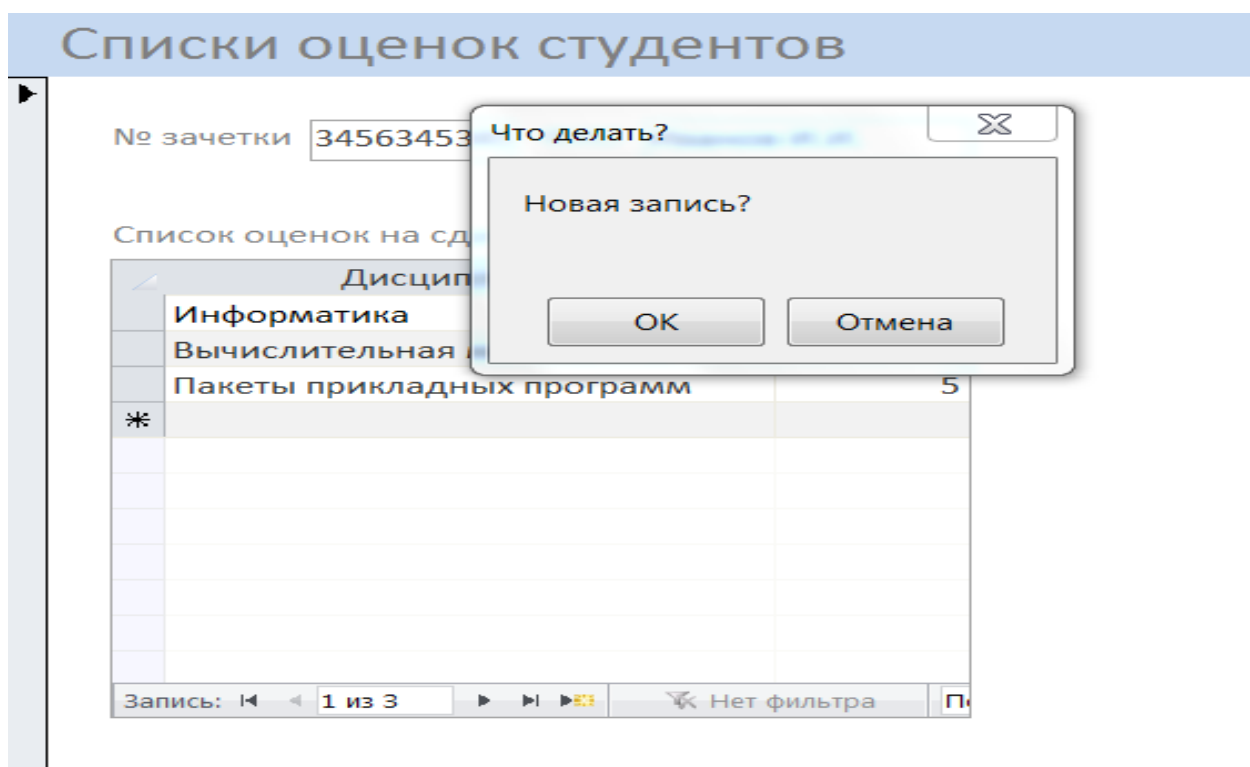 Списки оценок студентов
№ зачетки 34563453
Что делать?
Новая запись?
OK Отмена
Список оценок на сд
Дисцип
Информатика
Вычислительная
Пакеты прикладных программ 5
Запись: 1 из 3 Нет фильтра П